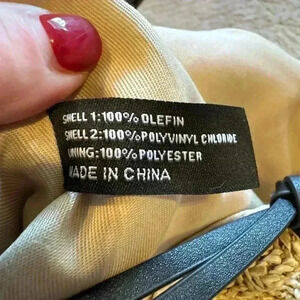 SHELL 1:100% OLEFIN
SHELL 2:100% POLYVINYL CHLORIDE
LINING:100% POLYESTER
MADE IN CHINA